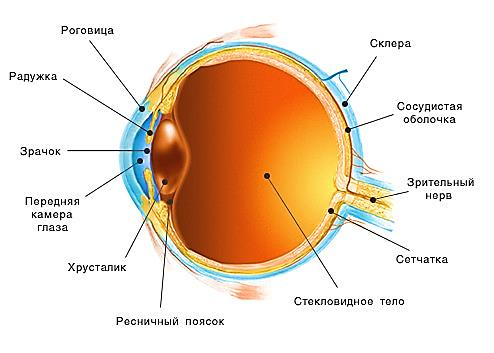 Роговица
Радужка
Зрачок
Передняя
камера
глаза
Хрусталик
Ресничный поясок
Склера
Сосудистая
оболочка
Зрительный
нерв
Сетчатка
Стекловидное тело